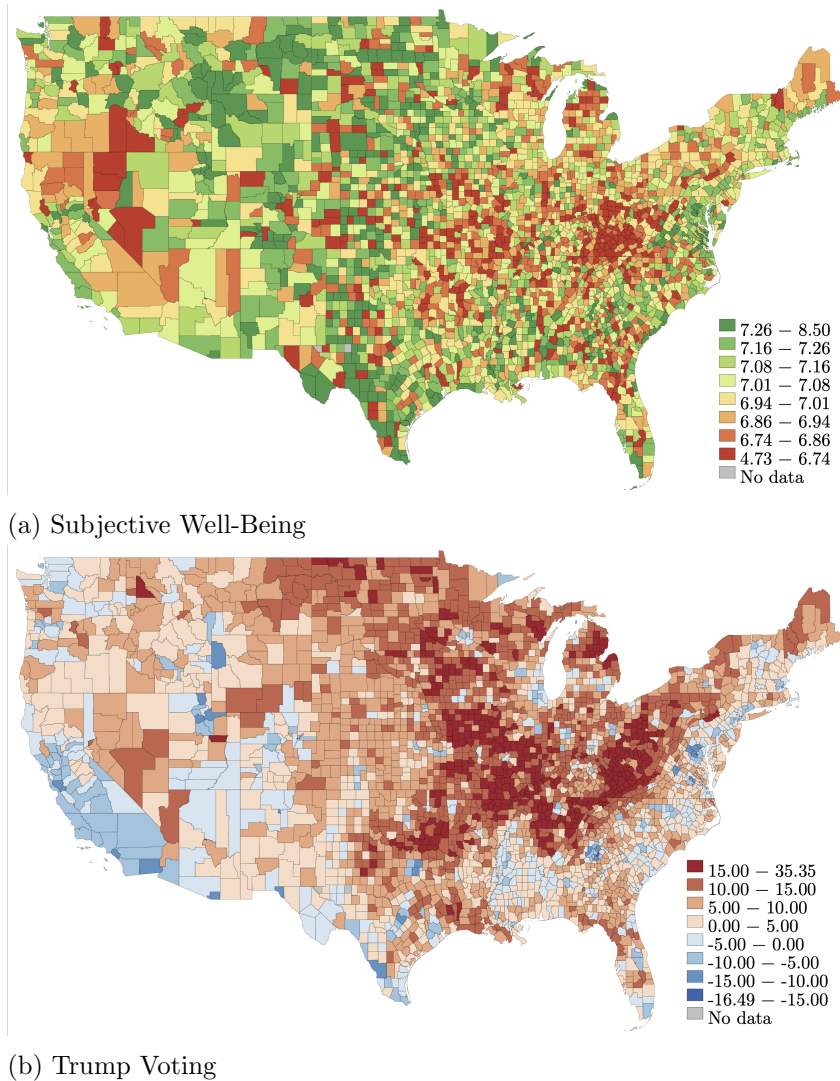 7.26 − 8.50
7.16 − 7.26
7.08 − 7.16
7.01 − 7.08
6.94 − 7.01
6.86 − 6.94
6.74 − 6.86
4.73 − 6.74
No data
(a) Subjective Well-Being
15.00 − 35.35
10.00 − 15.00
5.00 − 10.00
0.00 − 5.00
-5.00 − 0.00
-10.00 − -5.00
-15.00 − -10.00
-16.49 − -15.00
No data
(b) Trump Voting